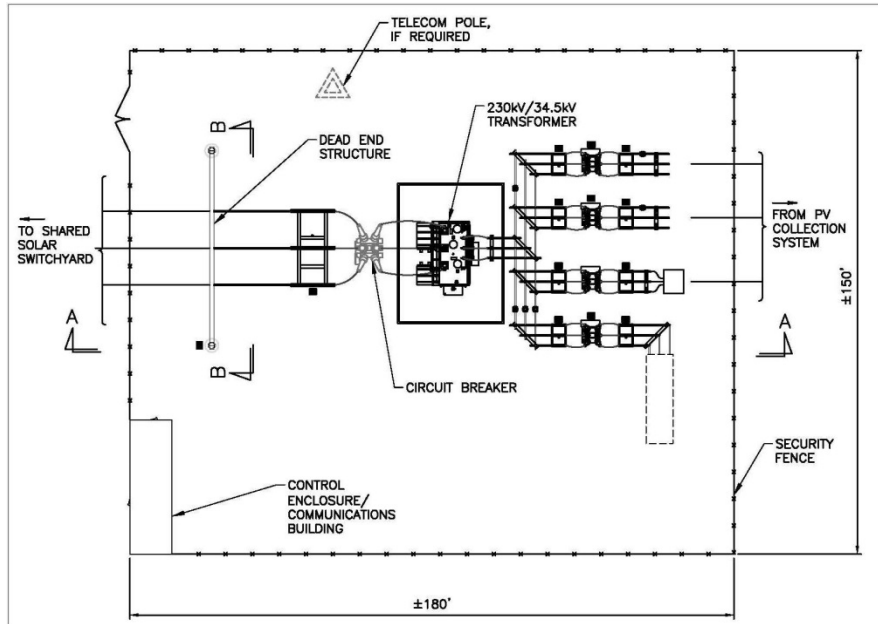 TELECOM POLE,
IF REQUIRED
230kV/34.5kV
TRANSFORMER
B
DEAD END
STRUCTURE
TO SHARED
SOLAR
SWITCHYARD
FROM PV
COLLECTION
SYSTEM
±150'
A
A
B
CIRCUIT BREAKER
SECURITY
FENCE
CONTROL
ENCLOSURE/
COMMUNICATIONS
BUILDING
±180'